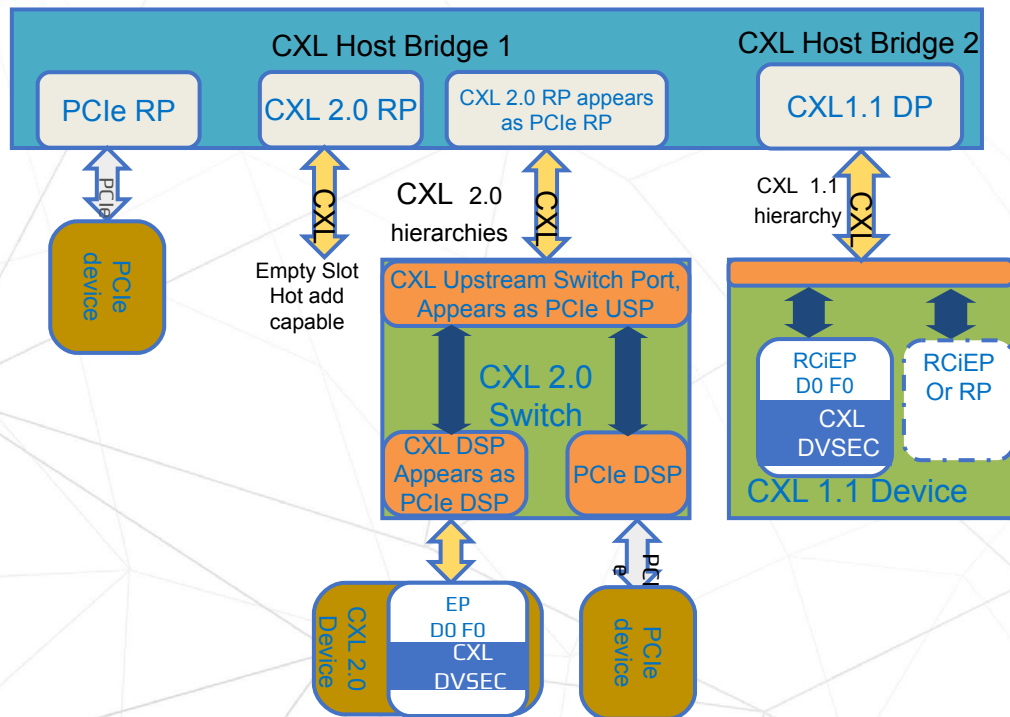 CXL Host Bridge 1
CXL Host Bridge 2
PCIe RP
CXL 2.0 RP
CXL 2.0 RP appears
as PCIe RP
CXL1.1 DP
PCIe
CXL
CXL 2.0
hierarchies
CXL
CXL 1.1
hierarchy
CXL
PCIe
device
Empty Slot
Hot add
capable
CXL Upstream Switch Port,
Appears as PCIe USP
CXL 2.0
Switch
CXL DSP
Appears as
PCIe DSP
PCIe DSP
RCiEP
D0 F0
CXL
DVSEC
RCiEP
Or RP
CXL 1.1 Device
PCIe
CXL 2.0
Device
EP
D0 F0
CXL
DVSEC
PCIe
device